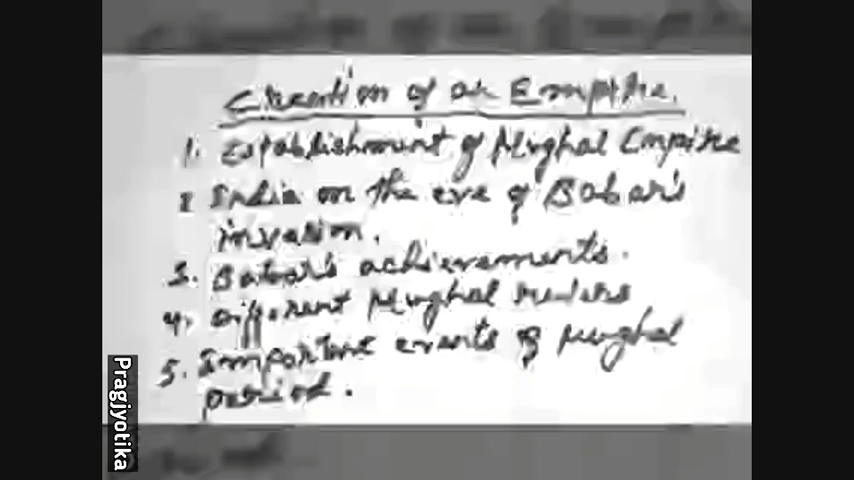 Creation of an Empire.
1. Establishment of Mughal Empire
2 India on the eve of Babar's
invasion.
3. Babar's achievements.
4. Different Mughal rulers
5. Important events of Mughal
period.
Pragjyotika